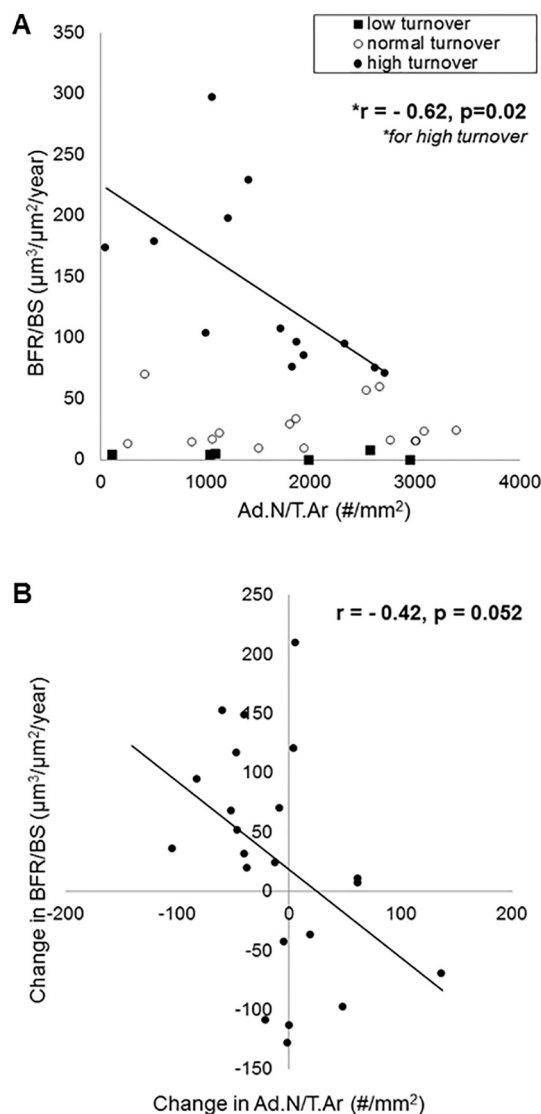 A
low turnover
normal turnover
high turnover
*r = - 0.62, p=0.02
*for high turnover
BFR/BS (µm³/µm²/year)
350
300
250
200
150
100
50
0
0 1000 2000 3000 4000
Ad.N/T.Ar (#/mm²)
B
r = - 0.42, p = 0.052
Change in BFR/BS (µm³/µm²/year)
250
200
150
100
50
0
-50
-100
-150
-200 -100 0 100 200
Change in Ad.N/T.Ar (#/mm²)